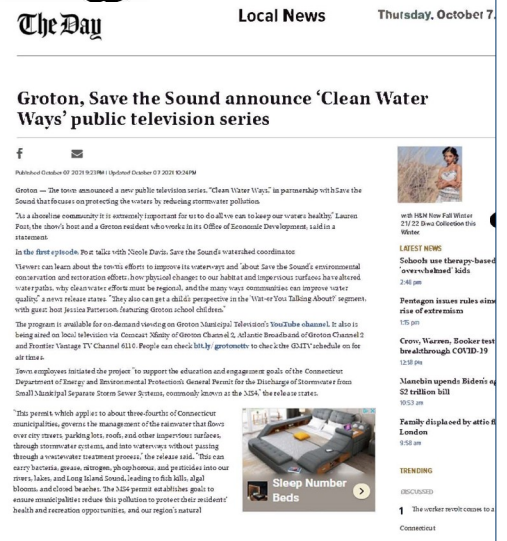 The Day
Local News
Thursday, October 7,
Groton, Save the Sound announce ‘Clean Water
Ways’ public television series
Published October 07 2021 9:23PM | Updated October 07 2021 10:24PM
Groton — The town announced a new public television series, "Clean Water Ways," in partnership with Save the
Sound that focuses on protecting the waters by reducing stormwater pollution.
"As a shoreline community it is extremely important for us to do all we can to keep our waters healthy," Lauren
Post, the show's host and a Groton resident who works in its Office of Economic Development, said in a
statement.
In the first episode, Post talks with Nicole Davis, Save the Sound's watershed coordinator.
Viewers can learn about the town's efforts to improve its waterways and "about Save the Sound's environmental
conservation and restoration efforts, how physical changes to our habitat and impervious surfaces have altered
water paths, why clean water efforts must be regional, and the many ways communities can improve water
quality," a news release states. "They also can get a child's perspective in the 'Wat-er You Talking About?' segment,
with guest host Jessica Patterson, featuring Groton school children."
The program is available for on-demand viewing on Groton Municipal Television's YouTube channel. It also is
being aired on local television via Comcast Xfinity of Groton Channel 2, Atlantic Broadband of Groton Channel 2
and Frontier Vantage TV Channel 6110. People can check bit.ly/grotonettv to check the GMTV schedule on for
air times.
Town employees initiated the project "to support the education and engagement goals of the Connecticut
Department of Energy and Environmental Protection's General Permit for the Discharge of Stormwater from
Small Municipal Separate Storm Sewer Systems, commonly known as the MS4," the release states.
"This permit, which applies to about three-fourths of Connecticut
municipalities, governs the management of the rainwater that flows
over city streets, parking lots, roofs, and other impervious surfaces,
through stormwater systems, and into waterways without passing
through a wastewater treatment process," the release said. "This can
carry bacteria, grease, nitrogen, phosphorous, and pesticides into our
rivers, lakes, and Long Island Sound, leading to fish kills, algal
blooms, and closed beaches. The MS4 permit establishes goals to
ensure municipalities reduce this pollution to protect their residents'
health and recreation opportunities, and our region's natural
Sleep Number
Beds
with H&M New Fall Winter
21/22 Diwa Collection this
Winter.
LATEST NEWS
Schools use therapy-based
'overwhelmed' kids
2:48 pm
Pentagon issues rules aime
rise of extremism
1:15 pm
Crow, Warren, Booker test
breakthrough COVID-19
12:18 pm
Manchin upends Biden's ag
$2 trillion bill
10:53 am
Family displaced by attic fi
London
9:58 am
TRENDING
DISCUSSED
1 The worker revolt comes to a
Connecticut